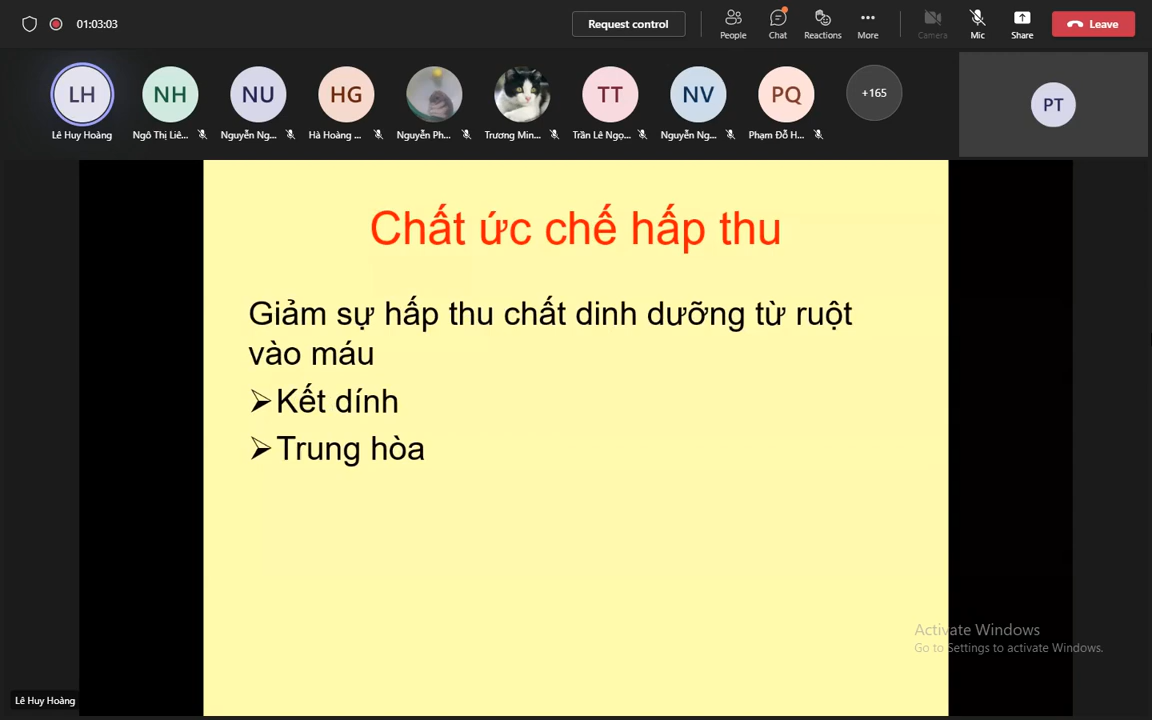 01:03:03
Request control
People
Chat
Reactions
More
Camera
Mic
Share
Leave
LH
NH
NU
HG
TT
NV
PQ
+165
PT
Lê Huy Hoàng
Ngô Thị Liê...
Nguyễn Ng...
Hà Hoàng ...
Nguyễn Ph...
Trương Min...
Trần Lê Ngọ...
Nguyễn Ng...
Phạm Đỗ H...
Chất ức chế hấp thu
Giảm sự hấp thu chất dinh dưỡng từ ruột
vào máu
➢Kết dính
➢Trung hòa
Activate Windows
Go to Settings to activate Windows.
Lê Huy Hoàng